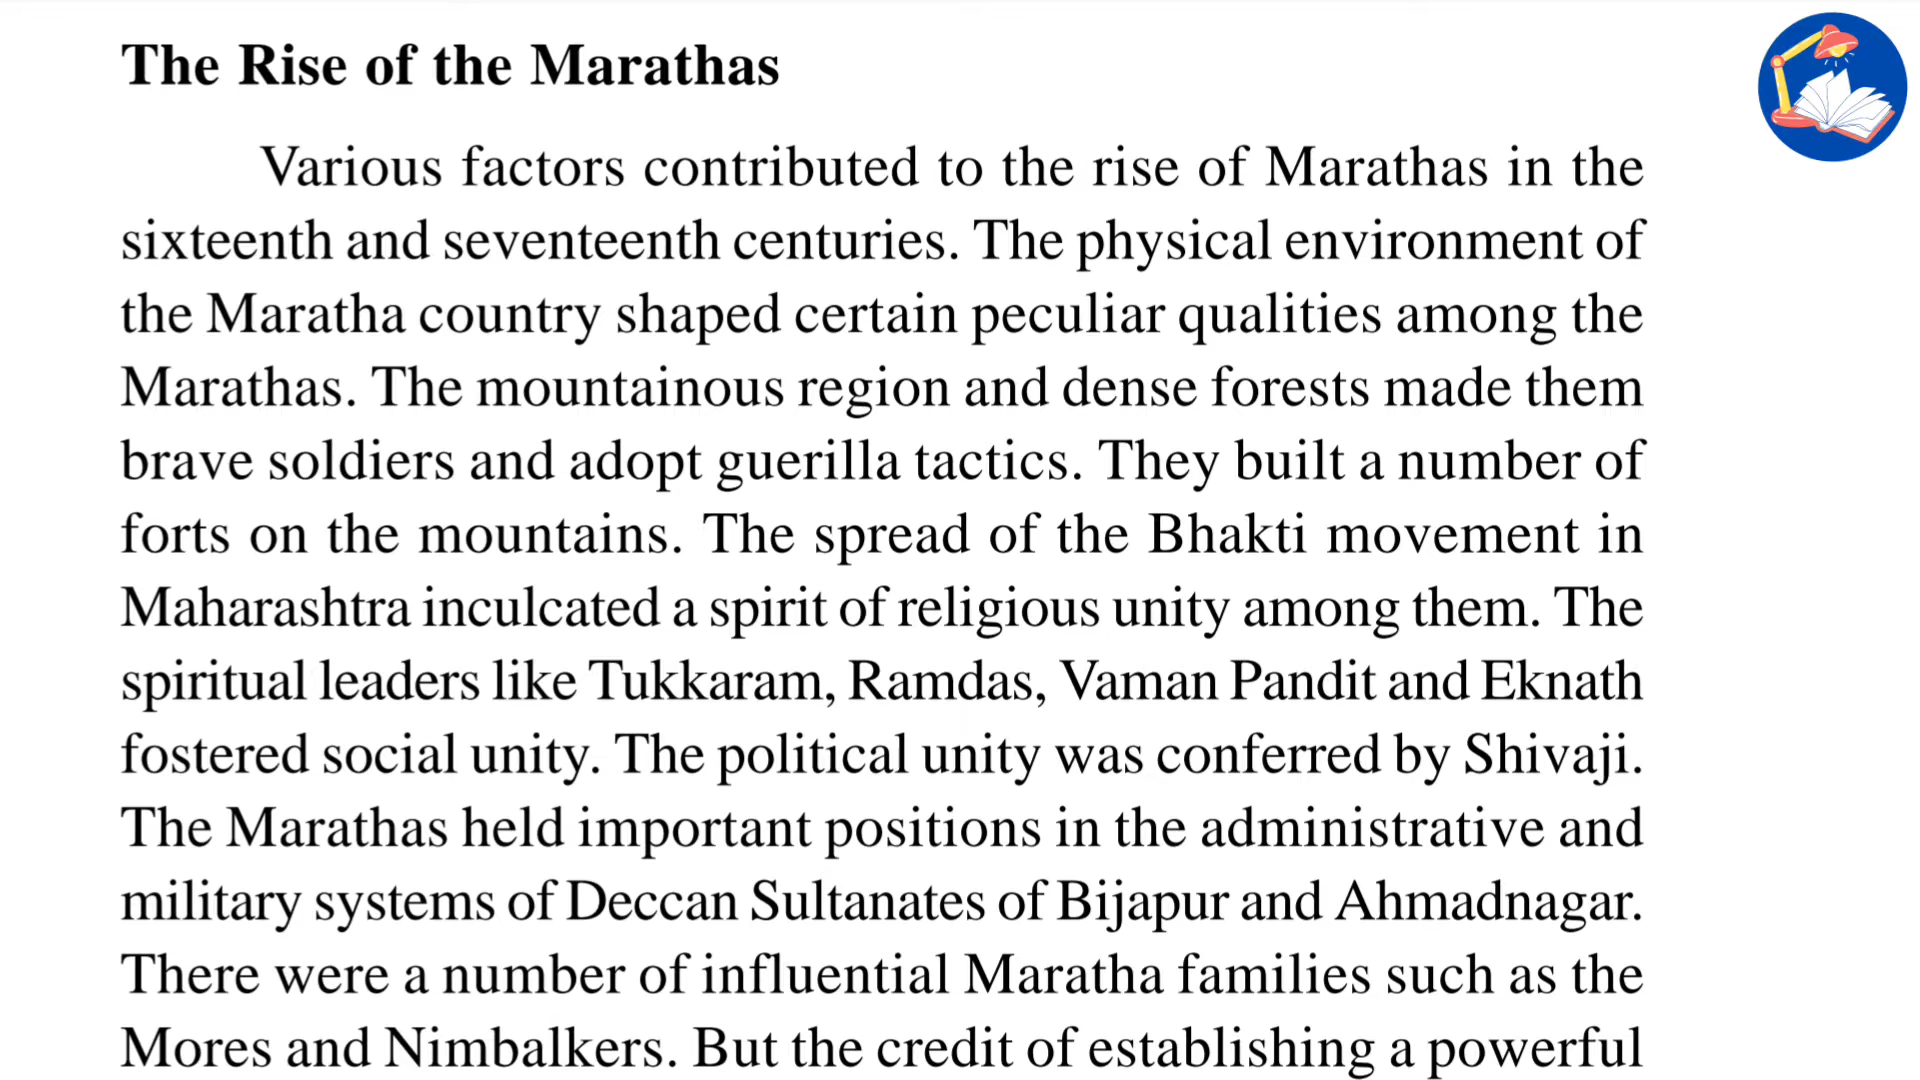 The Rise of the Marathas
Various factors contributed to the rise of Marathas in the
sixteenth and seventeenth centuries. The physical environment of
the Maratha country shaped certain peculiar qualities among the
Marathas. The mountainous region and dense forests made them
brave soldiers and adopt guerilla tactics. They built a number of
forts on the mountains. The spread of the Bhakti movement in
Maharashtra inculcated a spirit of religious unity among them. The
spiritual leaders like Tukkaram, Ramdas, Vaman Pandit and Eknath
fostered social unity. The political unity was conferred by Shivaji.
The Marathas held important positions in the administrative and
military systems of Deccan Sultanates of Bijapur and Ahmadnagar.
There were a number of influential Maratha families such as the
Mores and Nimbalkers. But the credit of establishing a powerful